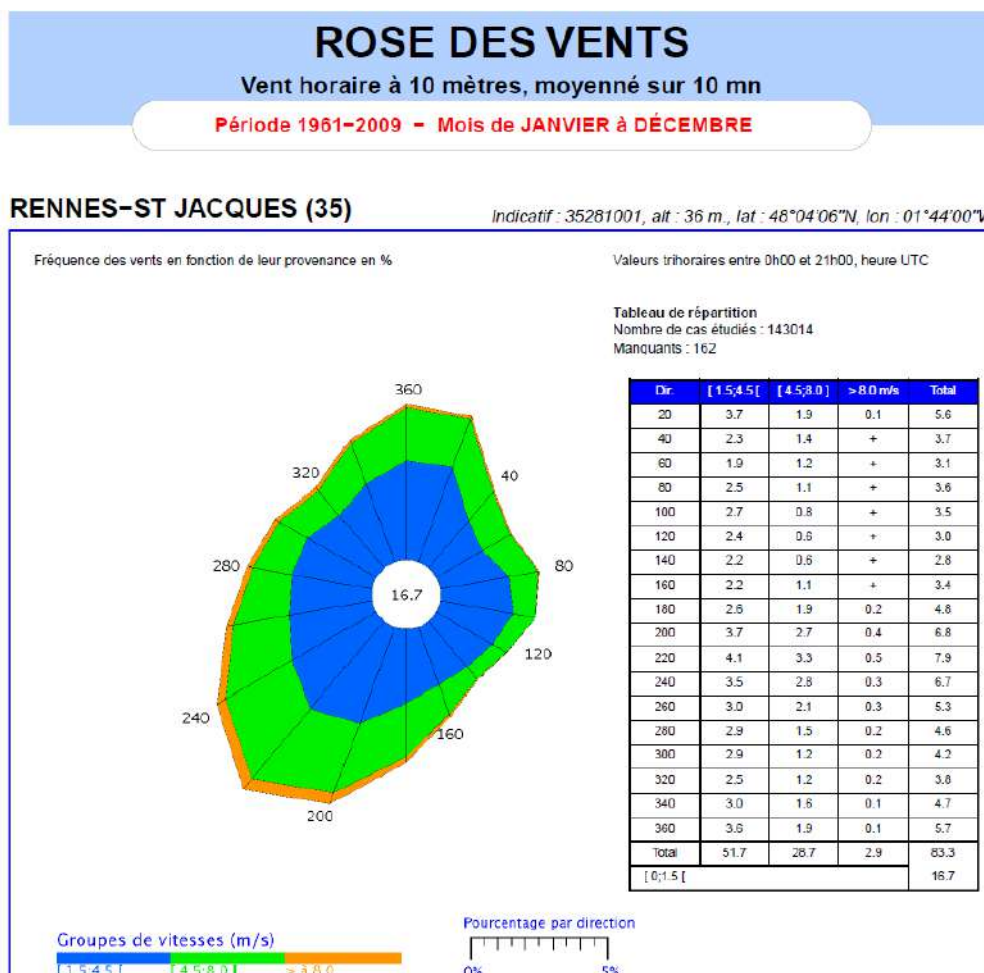 ROSE DES VENTS
Vent horaire à 10 mètres, moyenné sur 10 mn
Période 1961−2009 − Mois de JANVIER à DÉCEMBRE
RENNES−ST JACQUES (35)
Indicatif : 35281001, alt : 36 m., lat : 48°04'06"N, lon : 01°44'00"W
Fréquence des vents en fonction de leur provenance en %
Valeurs trihoraires entre 0h00 et 21h00, heure UTC
Tableau de répartition
Nombre de cas étudiés : 143014
Manquants : 162
Dir. [ 1.5;4.5 [ [ 4.5;8.0 ] > 8.0 m/s Total
20 3.7 1.9 0.1 5.6
40 2.3 1.4 + 3.7
60 1.9 1.2 + 3.1
80 2.5 1.1 + 3.6
100 2.7 0.8 + 3.5
120 2.4 0.6 + 3.0
140 2.2 0.6 + 2.8
160 2.2 1.1 + 3.4
180 2.6 1.9 0.2 4.8
200 3.7 2.7 0.4 6.8
220 4.1 3.3 0.5 7.9
240 3.5 2.8 0.3 6.7
260 3.0 2.1 0.3 5.3
280 2.9 1.5 0.2 4.6
300 2.9 1.2 0.2 4.2
320 2.5 1.2 0.2 3.8
340 3.0 1.6 0.1 4.7
360 3.6 1.9 0.1 5.7
Total 51.7 28.7 2.9 83.3
[ 0;1.5 [ 16.7
360
320
40
280
80
16.7
120
240
160
200
Groupes de vitesses (m/s)
[ 1.5;4.5 [ [ 4.5;8.0 ] > à 8.0
Pourcentage par direction
0% 5%